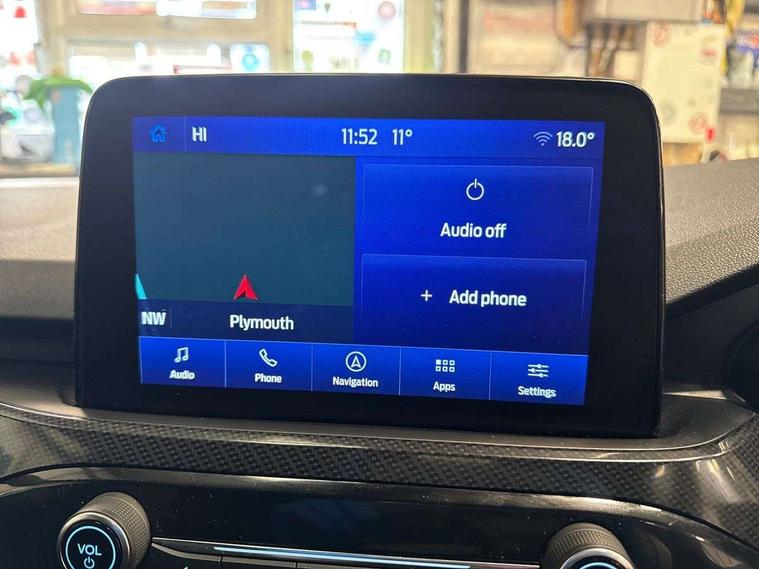 HI 11:52 11° 18.0°
Audio off
+ Add phone
NW Plymouth
Audio Phone Navigation Apps Settings
VOL